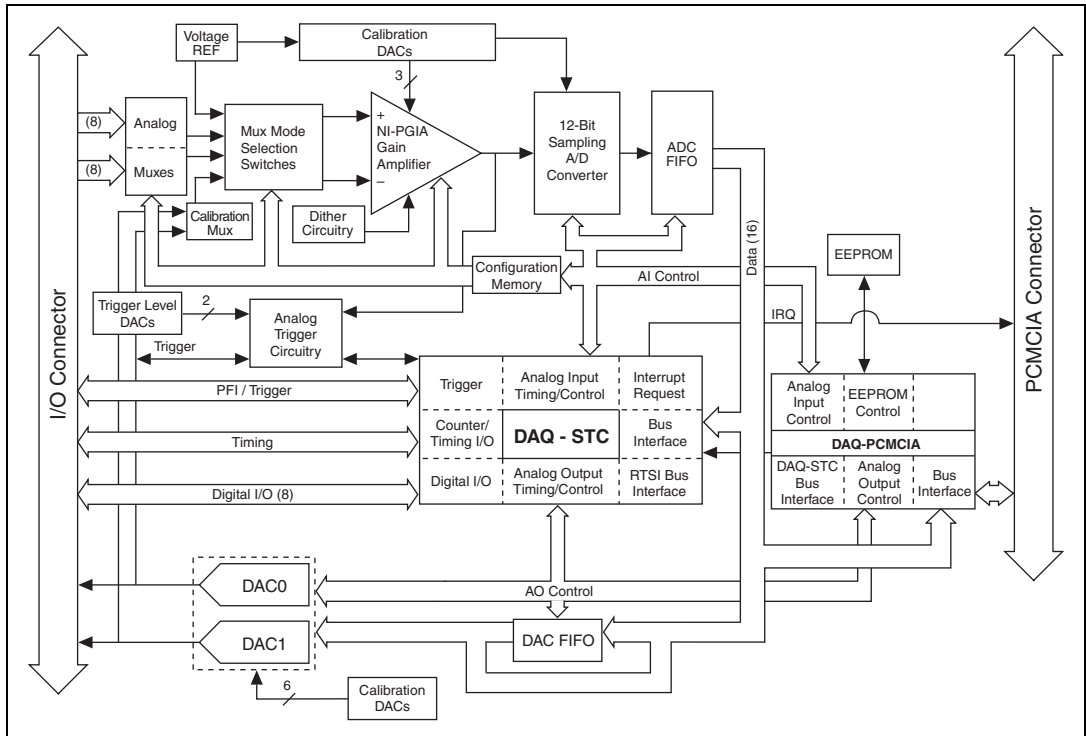 Voltage
REF
Calibration
DACs
3
(8)
(8)
Analog
Muxes
Mux Mode
Selection
Switches
+
NI-PGIA
Gain
Amplifier
–
12-Bit
Sampling
A/D
Converter
ADC
FIFO
Calibration
Mux
Dither
Circuitry
Configuration
Memory
AI Control
Data (16)
EEPROM
IRQ
Trigger Level
DACs
2
Analog
Trigger
Circuitry
Trigger
I/O Connector
PCMCIA Connector
PFI / Trigger
Timing
Digital I/O (8)
Trigger
Analog Input
Timing/Control
Interrupt
Request
Counter/
Timing I/O
DAQ - STC
Bus
Interface
Digital I/O
Analog Output
Timing/Control
RTSI Bus
Interface
Analog
Input
Control
EEPROM
Control
DAQ-PCMCIA
DAQ-STC
Bus
Interface
Analog
Output
Control
Bus
Interface
DAC0
AO Control
DAC1
DAC FIFO
6
Calibration
DACs